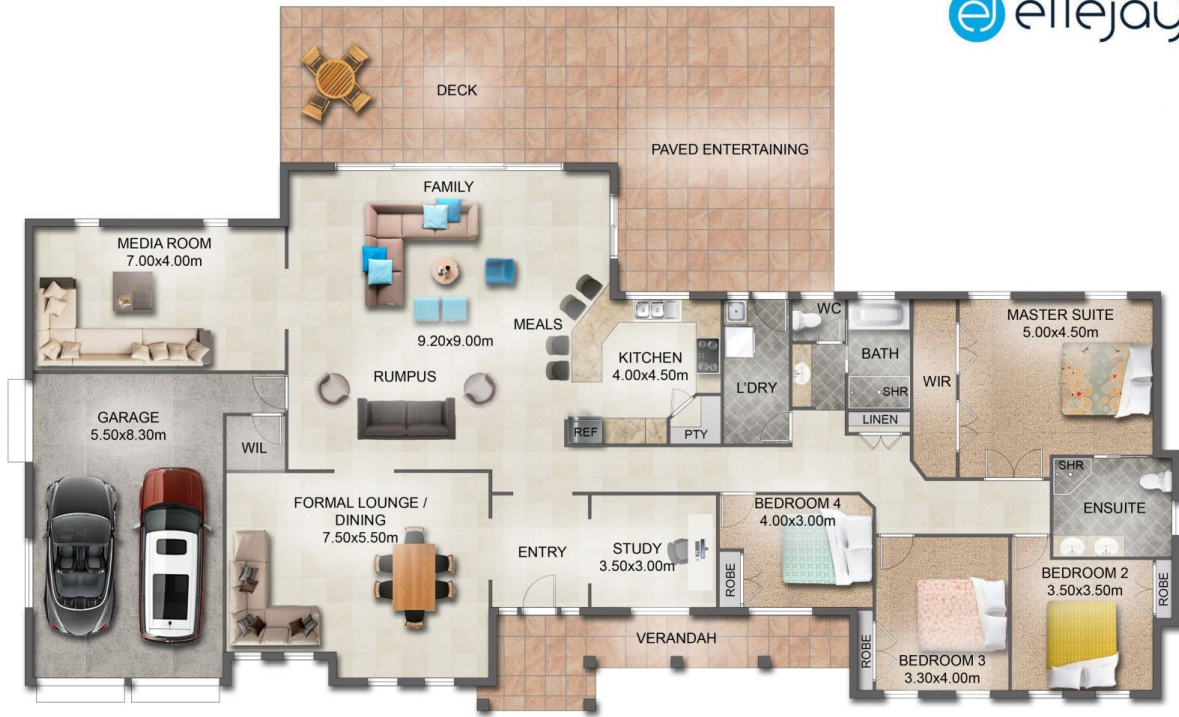 ellejay
DECK
PAVED ENTERTAINING
FAMILY
MEDIA ROOM
7.00x4.00m
9.20x9.00m
MEALS
RUMPUS
KITCHEN
4.00x4.50m
REF
PTY
L'DRY
WC
BATH
SHR
LINEN
WIR
MASTER SUITE
5.00x4.50m
GARAGE
5.50x8.30m
WIL
FORMAL LOUNGE /
DINING
7.50x5.50m
ENTRY
STUDY
3.50x3.00m
BEDROOM 4
4.00x3.00m
ROBE
SHR
ENSUITE
BEDROOM 2
3.50x3.50m
ROBE
VERANDAH
ROBE
BEDROOM 3
3.30x4.00m